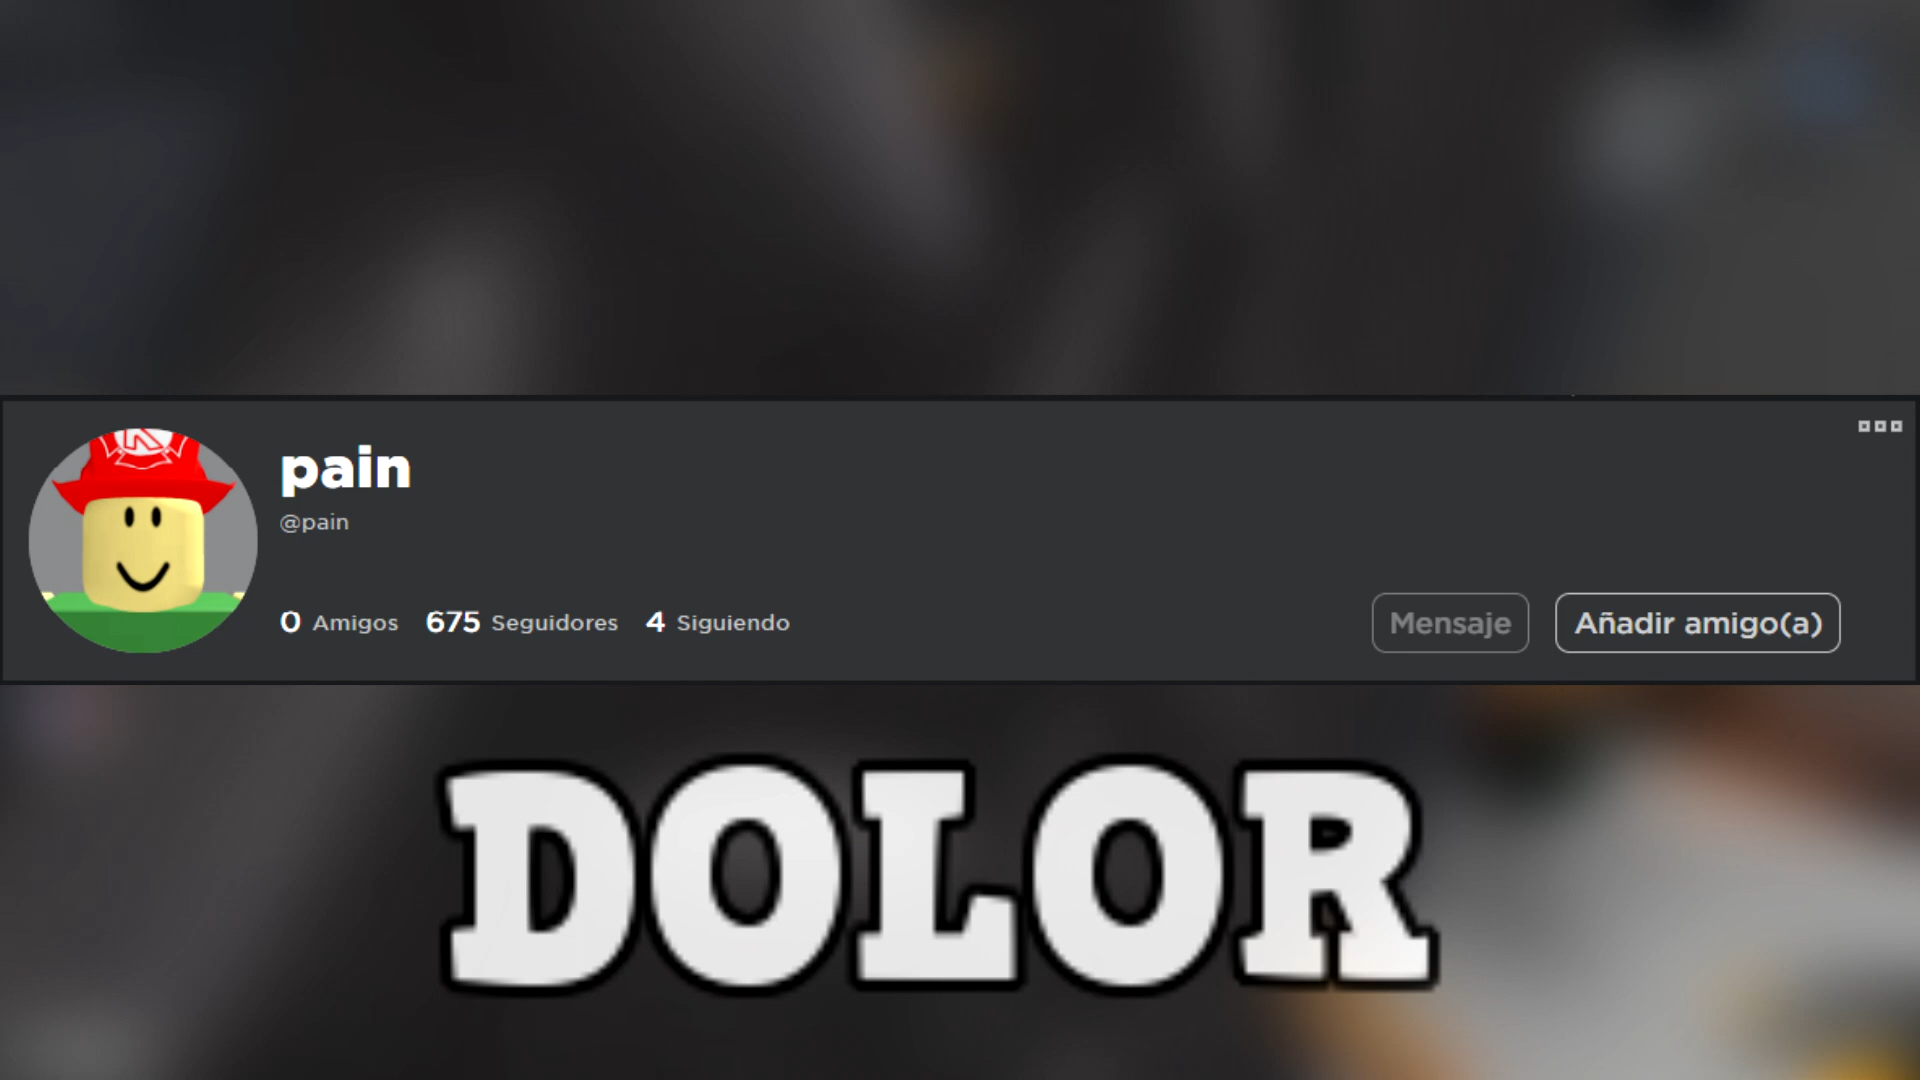 pain
@pain
0 Amigos 675 Seguidores 4 Siguiendo
Mensaje Añadir amigo(a)
DOLOR